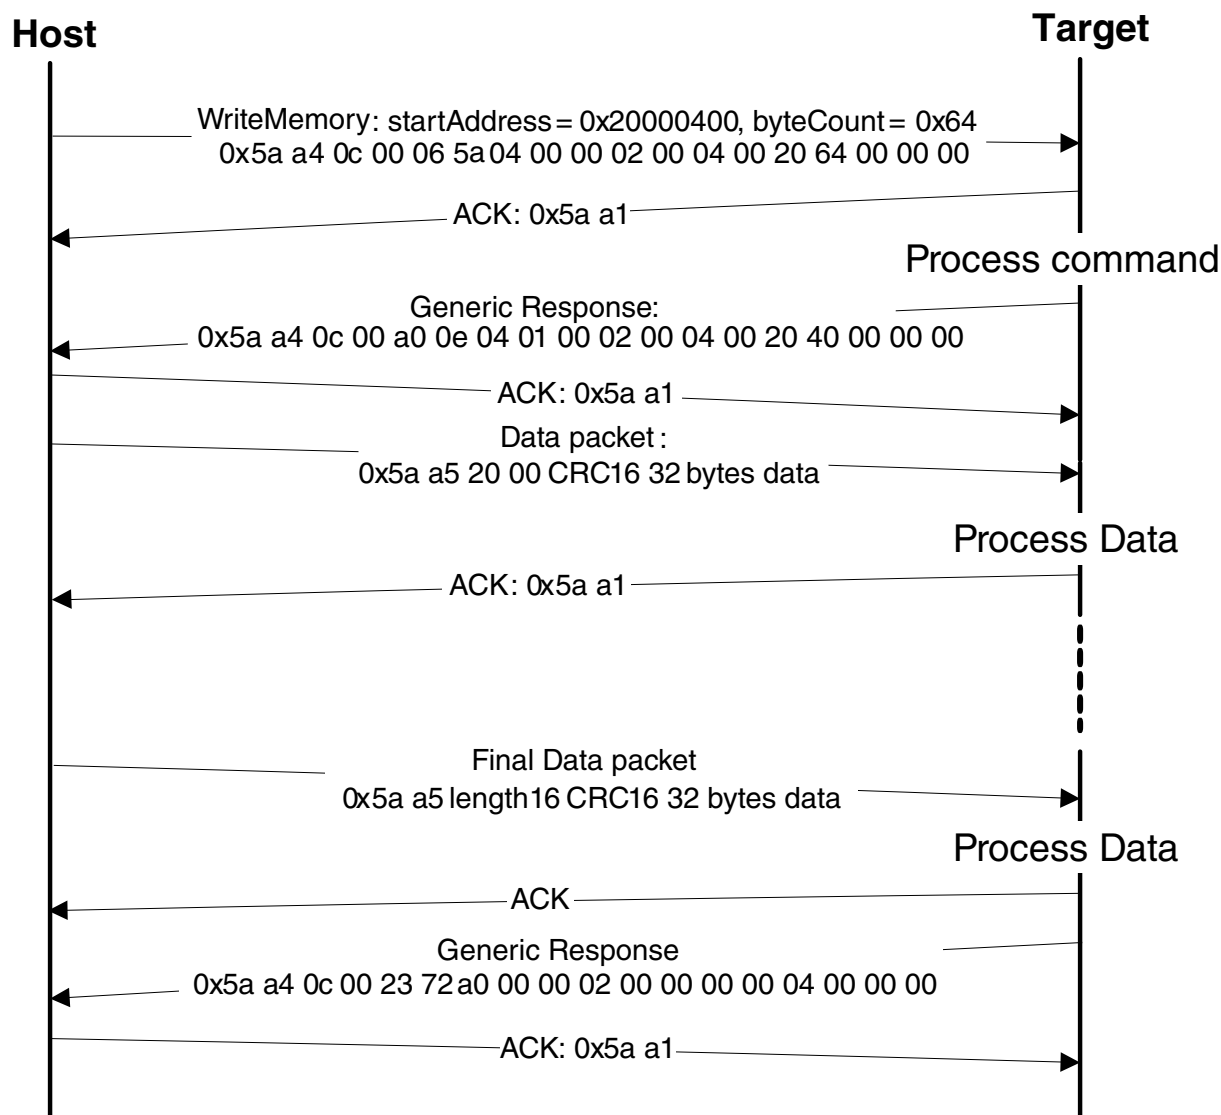 Host
Target
WriteMemory: startAddress = 0x20000400, byteCount = 0x64
0x5a a4 0c 00 06 5a 04 00 00 02 00 04 00 20 64 00 00 00
ACK: 0x5a a1
Process command
Generic Response:
0x5a a4 0c 00 a0 0e 04 01 00 02 00 04 00 20 40 00 00 00
ACK: 0x5a a1
Data packet:
0x5a a5 20 00 CRC16 32 bytes data
Process Data
ACK: 0x5a a1
Final Data packet
0x5a a5 length16 CRC16 32 bytes data
Process Data
ACK
Generic Response
0x5a a4 0c 00 23 72 a0 00 00 02 00 00 00 00 04 00 00 00
ACK: 0x5a a1